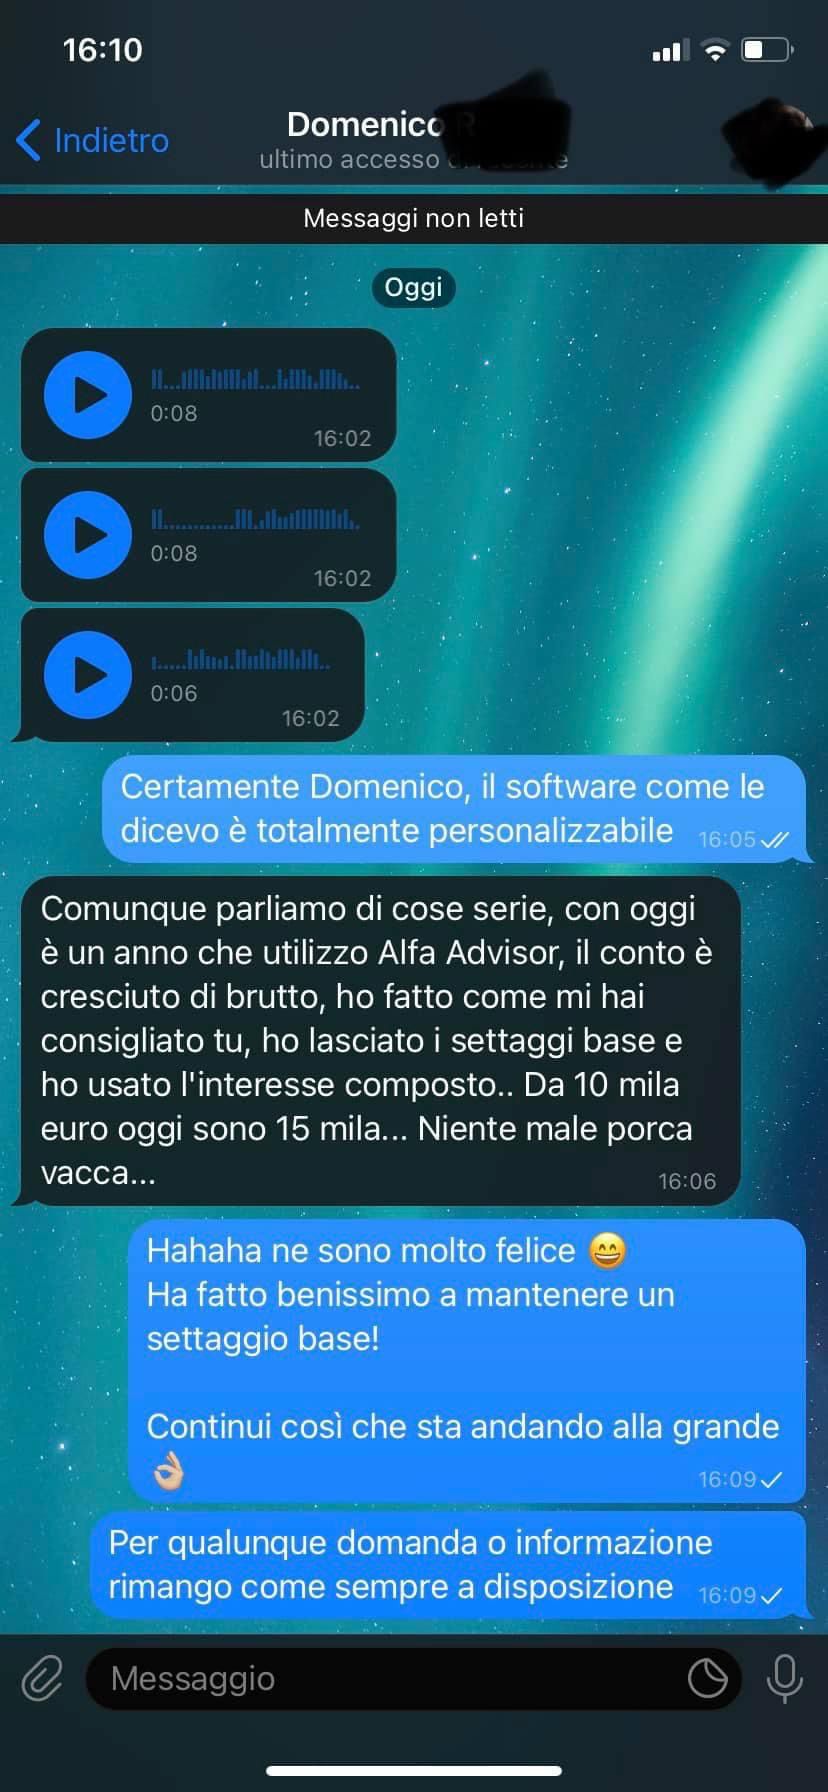 16:10
Indietro
Domenico R
ultimo accesso
Messaggi non letti
Oggi
0:08
16:02
0:08
16:02
0:06
16:02
Certamente Domenico, il software come le
dicevo è totalmente personalizzabile 16:05
Comunque parliamo di cose serie, con oggi
è un anno che utilizzo Alfa Advisor, il conto è
cresciuto di brutto, ho fatto come mi hai
consigliato tu, ho lasciato i settaggi base e
ho usato l'interesse composto.. Da 10 mila
euro oggi sono 15 mila... Niente male porca
vacca...
16:06
Hahaha ne sono molto felice 😄
Ha fatto benissimo a mantenere un
settaggio base!
Continui così che sta andando alla grande
👌🏼 16:09
Per qualunque domanda o informazione
rimango come sempre a disposizione 16:09
Messaggio